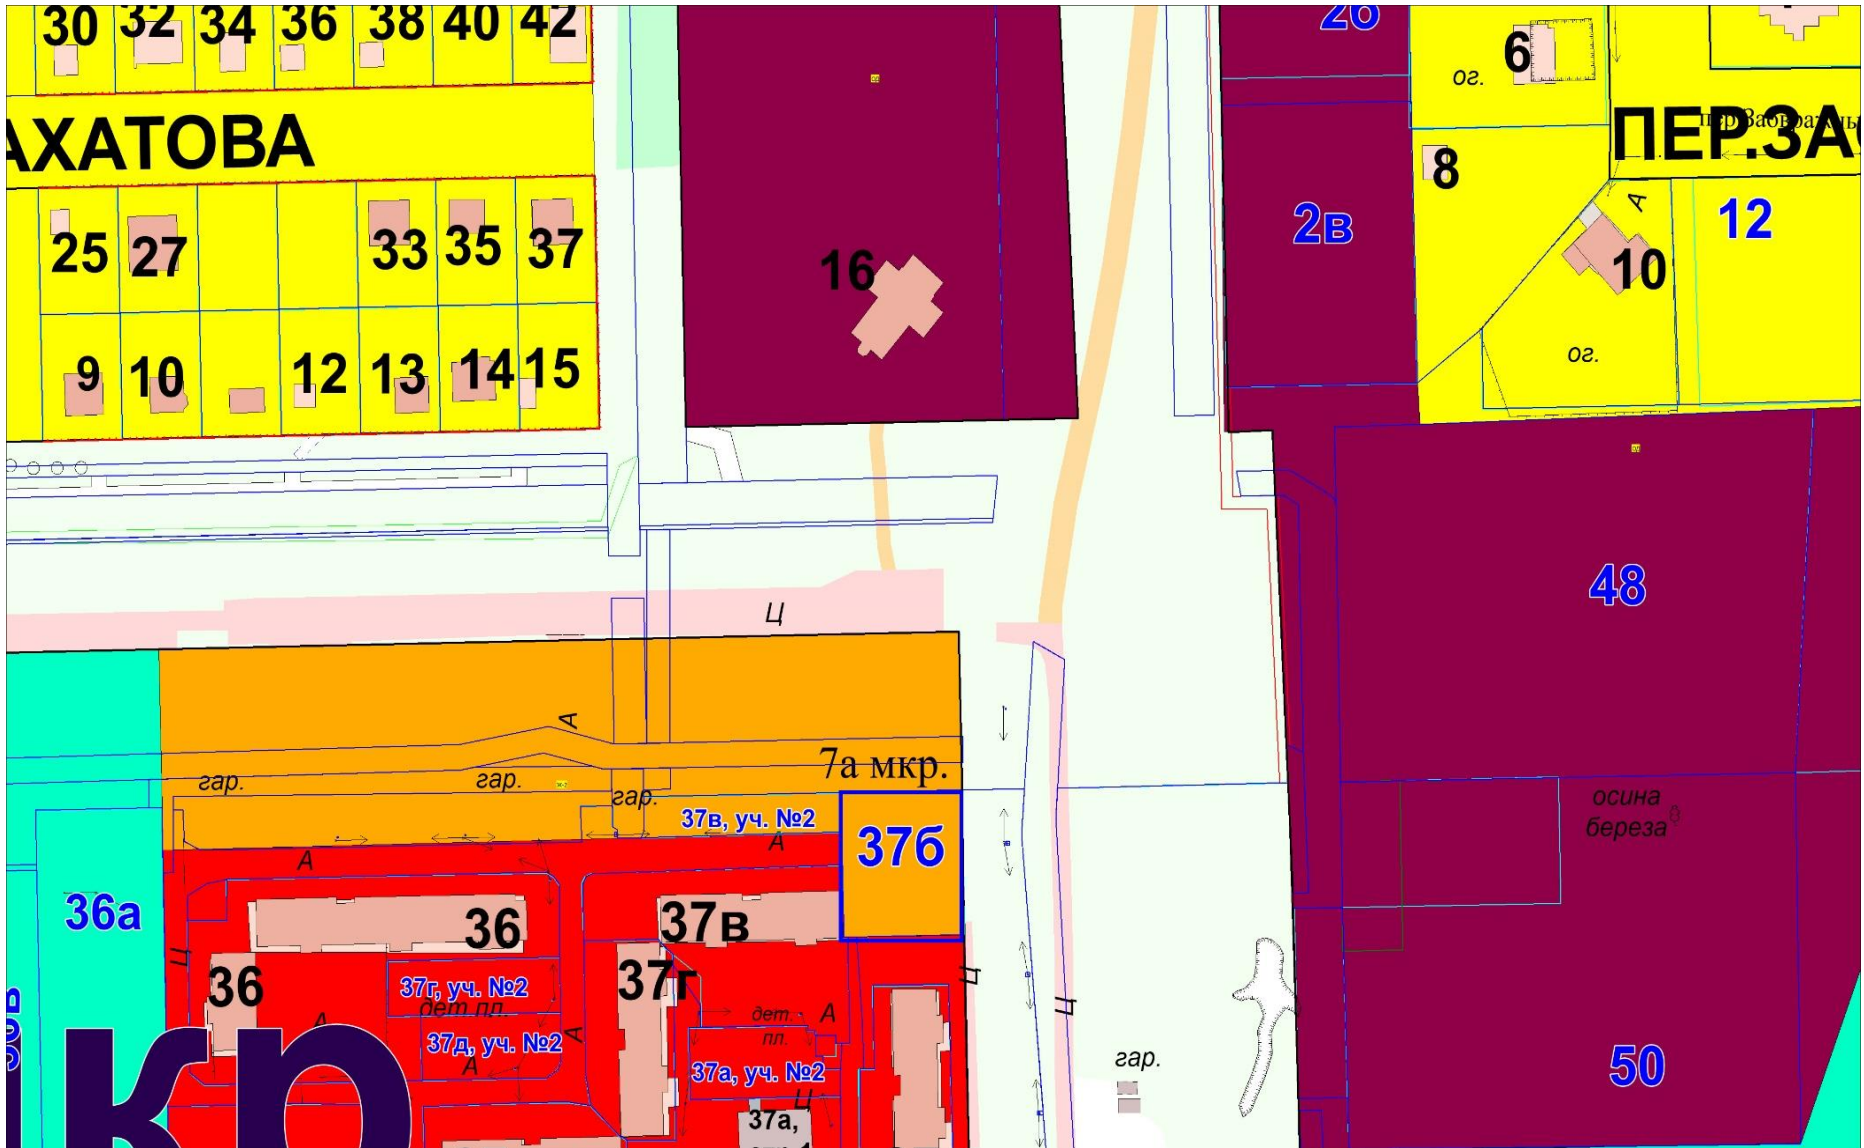 30 32 34 36 38 40 42
2б
6
ог.
АХАТОВА
ПЕР.ЗА
8
А
2в
12
25 27 33 35 37
16
10
ог.
9 10 12 13 14 15
48
Ц
А
7а мкр.
гар. гар. гар.
осина
береза
37в, уч. №2
А А
37б
36а
36
37в
Ц
36
37г, уч. №2
37г
Ц Ц
дет. пл.
дет.
пл.
А
А
37д, уч. №2
А
А
37а, уч. №2
гар.
50
Ц
37а,
кр